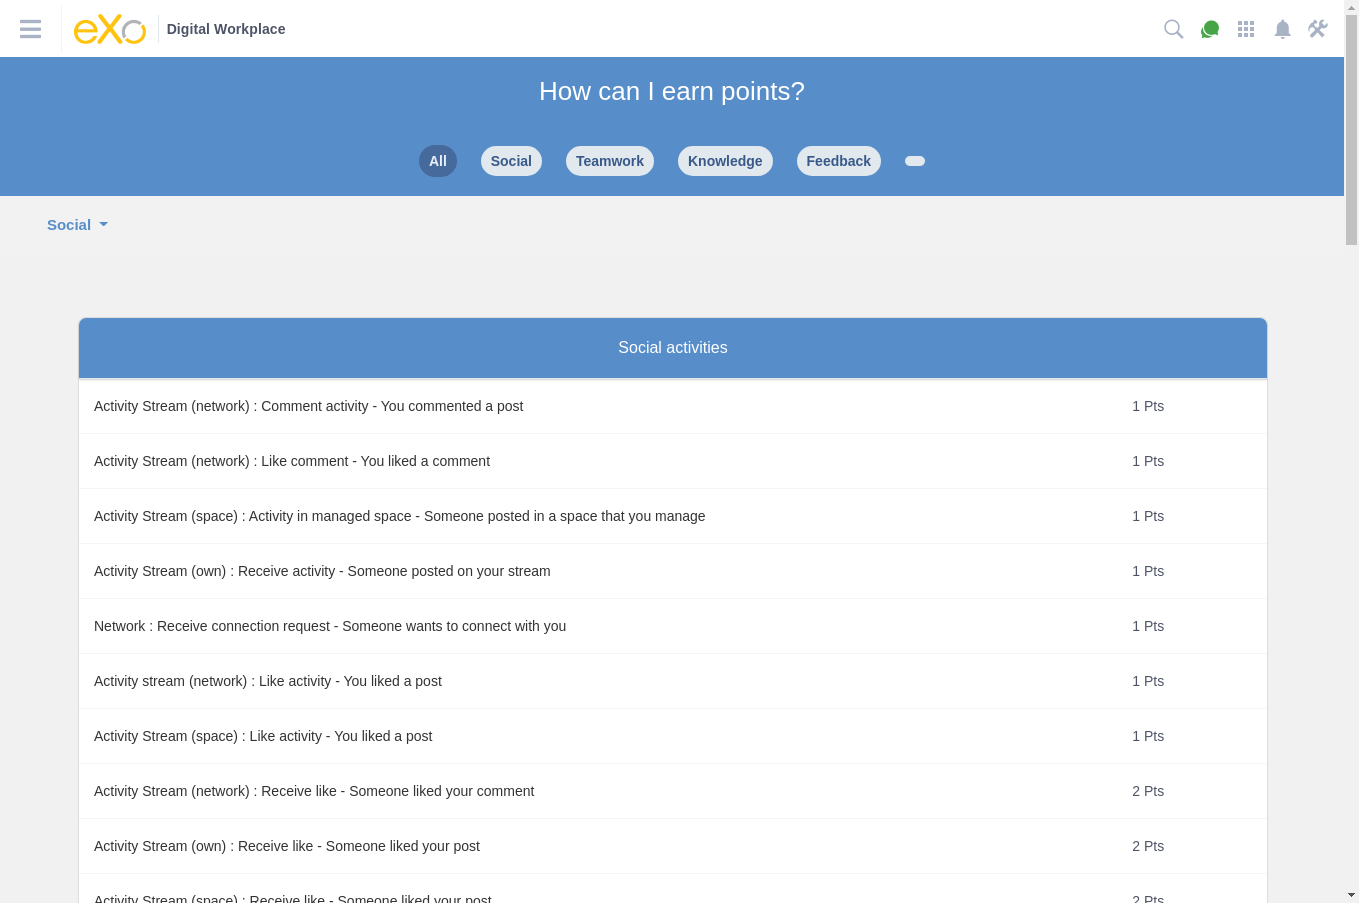 eXo Digital Workplace
How can I earn points?
All Social Teamwork Knowledge Feedback
Social
Social activities
Activity Stream (network) : Comment activity - You commented a post 1 Pts
Activity Stream (network) : Like comment - You liked a comment 1 Pts
Activity Stream (space) : Activity in managed space - Someone posted in a space that you manage 1 Pts
Activity Stream (own) : Receive activity - Someone posted on your stream 1 Pts
Network : Receive connection request - Someone wants to connect with you 1 Pts
Activity stream (network) : Like activity - You liked a post 1 Pts
Activity Stream (space) : Like activity - You liked a post 1 Pts
Activity Stream (network) : Receive like - Someone liked your comment 2 Pts
Activity Stream (own) : Receive like - Someone liked your post 2 Pts
Activity Stream (space) : Receive like - Someone liked your post 2 Pts